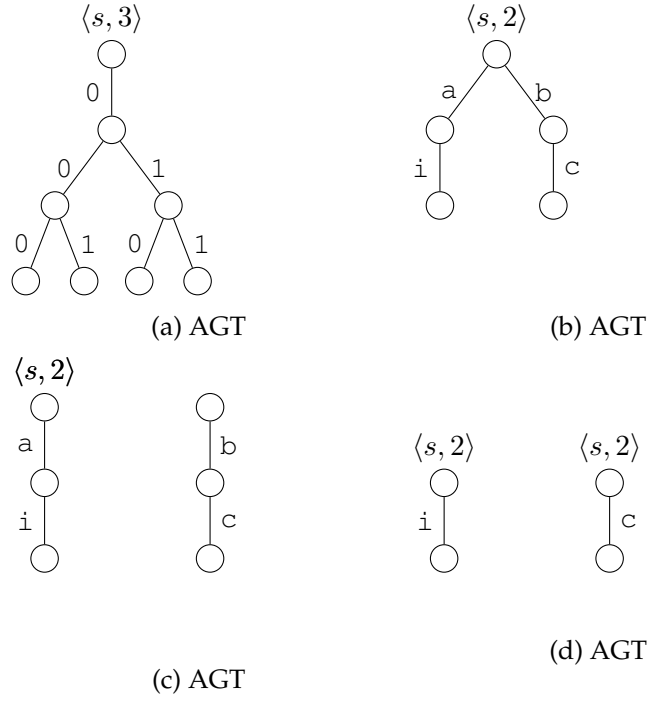 ⟨s, 3⟩
0
0 1
0 1 0 1
(a) AGT
⟨s, 2⟩
a b
i c
(b) AGT
⟨s, 2⟩
a b
i c
(c) AGT
⟨s, 2⟩ ⟨s, 2⟩
i c
(d) AGT